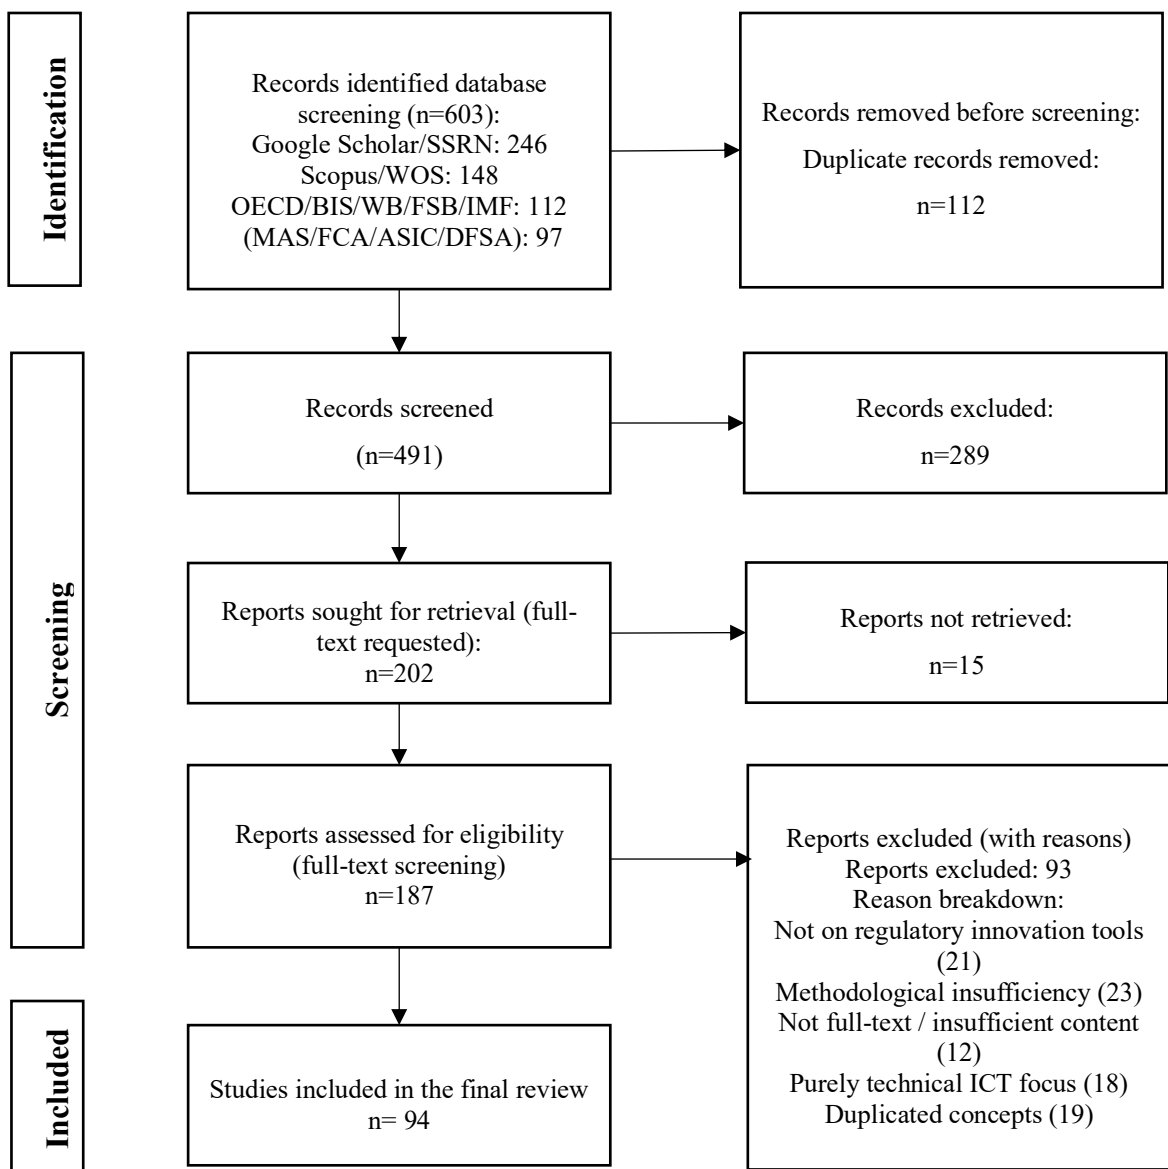 Identification
Records identified database
screening (n=603):
Google Scholar/SSRN: 246
Scopus/WOS: 148
OECD/BIS/WB/FSB/IMF: 112
(MAS/FCA/ASIC/DFSA): 97
Records removed before screening:
Duplicate records removed:
n=112
Screening
Records screened
(n=491)
Records excluded:
n=289
Reports sought for retrieval (full-
text requested):
n=202
Reports not retrieved:
n=15
Reports assessed for eligibility
(full-text screening)
n=187
Reports excluded (with reasons)
Reports excluded: 93
Reason breakdown:
Not on regulatory innovation tools
(21)
Methodological insufficiency (23)
Not full-text / insufficient content
(12)
Purely technical ICT focus (18)
Duplicated concepts (19)
Included
Studies included in the final review
n= 94